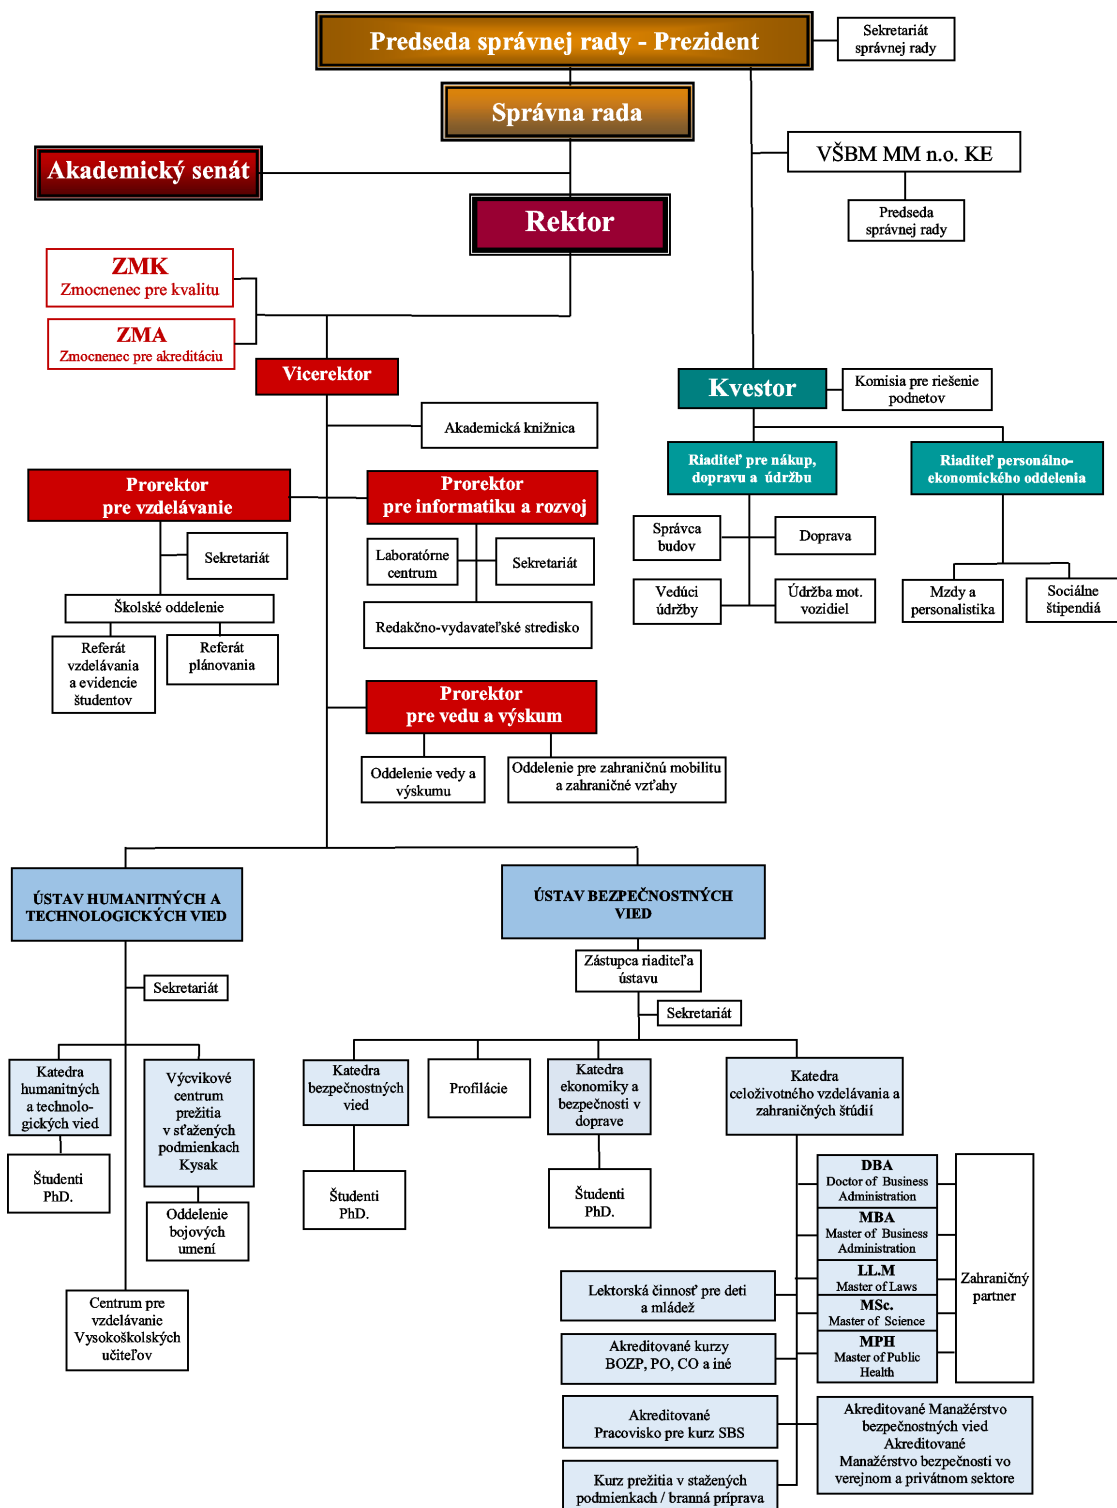 Predseda správnej rady - Prezident
Sekretariát
správnej rady
Správna rada
VŠBM MM n.o. KE
Akademický senát
Predseda
správnej rady
Rektor
ZMK
Zmocnenec pre kvalitu
ZMA
Zmocnenec pre akreditáciu
Vicerektor
Kvestor
Komisia pre riešenie
podnetov
Akademická knižnica
Riaditeľ pre nákup,
dopravu a údržbu
Riaditeľ personálno-
ekonomického oddelenia
Prorektor
pre vzdelávanie
Prorektor
pre informatiku a rozvoj
Správca
budov
Doprava
Sekretariát
Laboratórne
centrum
Sekretariát
Vedúci
údržby
Údržba mot.
vozidiel
Mzdy a
personalistika
Sociálne
štipendiá
Školské oddelenie
Redakčno-vydavateľské stredisko
Referát
vzdelávania
a evidencie
študentov
Referát
plánovania
Prorektor
pre vedu a výskum
Oddelenie vedy a
výskumu
Oddelenie pre zahraničnú mobilitu
a zahraničné vzťahy
ÚSTAV HUMANITNÝCH A
TECHNOLOGICKÝCH VIED
ÚSTAV BEZPEČNOSTNÝCH
VIED
Zástupca riaditeľa
ústavu
Sekretariát
Sekretariát
Katedra
humanitných
a technolo-
gických vied
Výcvikové
centrum
prežitia
v sťažených
podmienkach
Kysak
Katedra
bezpečnostných
vied
Profilácie
Katedra
ekonomiky a
bezpečnosti v
doprave
Katedra
celoživotného vzdelávania a
zahraničných štúdií
Študenti
PhD.
Oddelenie
bojových
umení
Študenti
PhD.
Študenti
PhD.
DBA
Doctor of Business
Administration
MBA
Master of Business
Administration
LL.M
Master of Laws
MSc.
Master of Science
MPH
Master of Public
Health
Zahraničný
partner
Centrum pre
vzdelávanie
Vysokoškolských
učiteľov
Lektorská činnosť pre deti
a mládež
Akreditované kurzy
BOZP, PO, CO a iné
Akreditované
Pracovisko pre kurz SBS
Akreditované Manažérstvo
bezpečnostných vied
Akreditované
Manažérstvo bezpečnosti vo
verejnom a privátnom sektore
Kurz prežitia v stažených
podmienkach / branná príprava